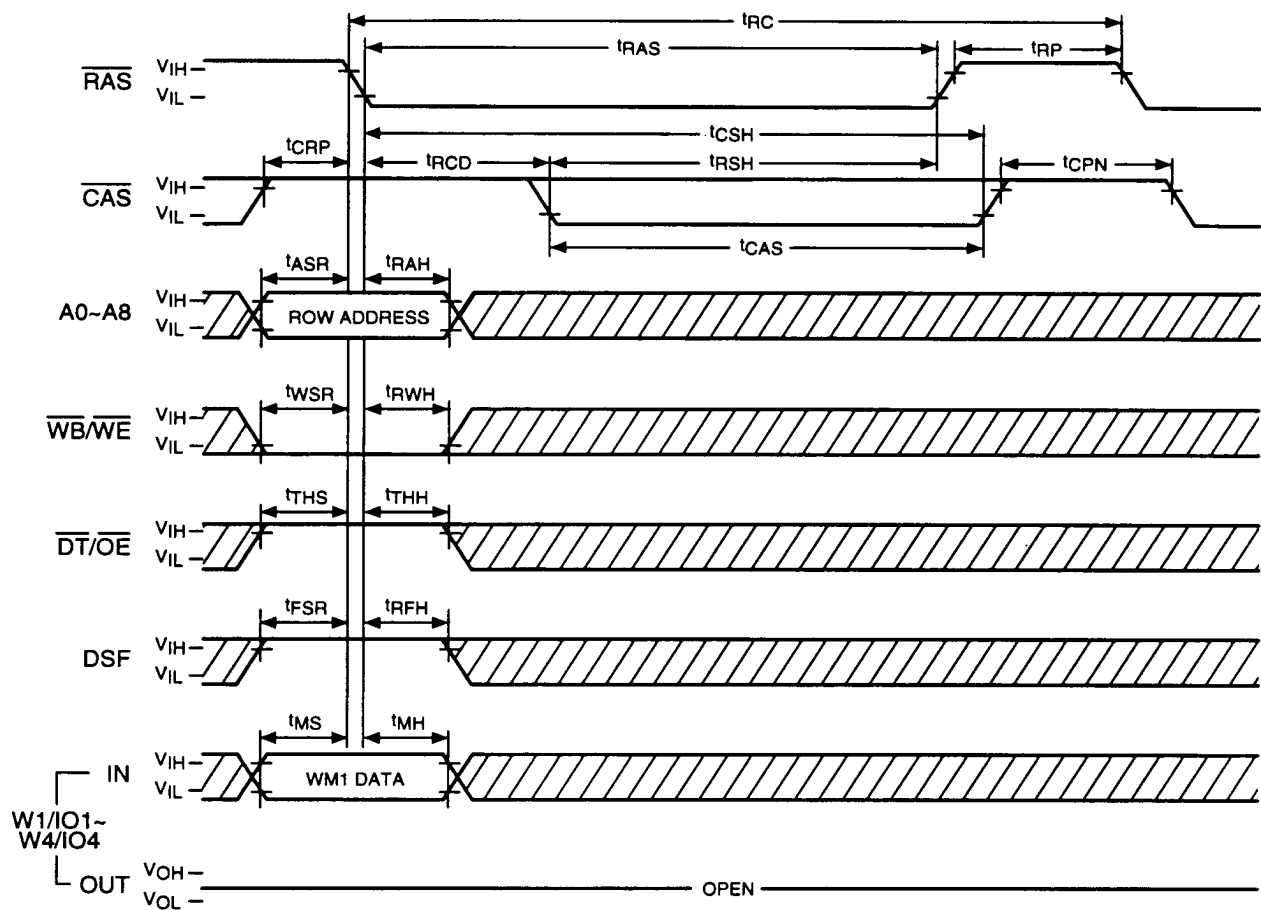 tRC
tRAS
tRP
RAS
VIH
VIL
tCSH
tCRP
tRCD
tRSH
tCPN
CAS
VIH
VIL
tCAS
tASR
tRAH
A0~A8
VIH
VIL
ROW ADDRESS
tWSR
tRWH
WB/WE
VIH
VIL
tTHS
tTHH
DT/OE
VIH
VIL
tFSR
tRFH
DSF
VIH
VIL
tMS
tMH
IN
VIH
VIL
WM1 DATA
W1/IO1~
W4/IO4
OUT
VOH
VOL
OPEN